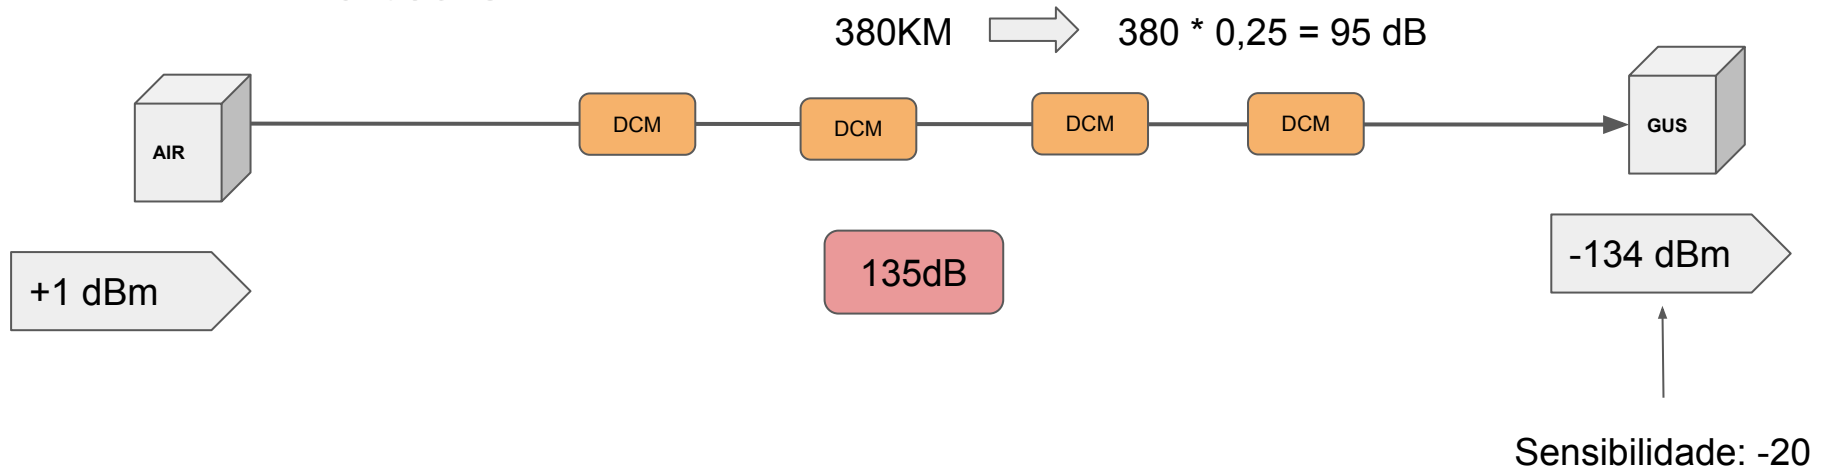 380KM
380 * 0,25 = 95 dB
AIR
DCM
DCM
DCM
DCM
GUS
+1 dBm
135dB
-134 dBm
Sensibilidade: -20